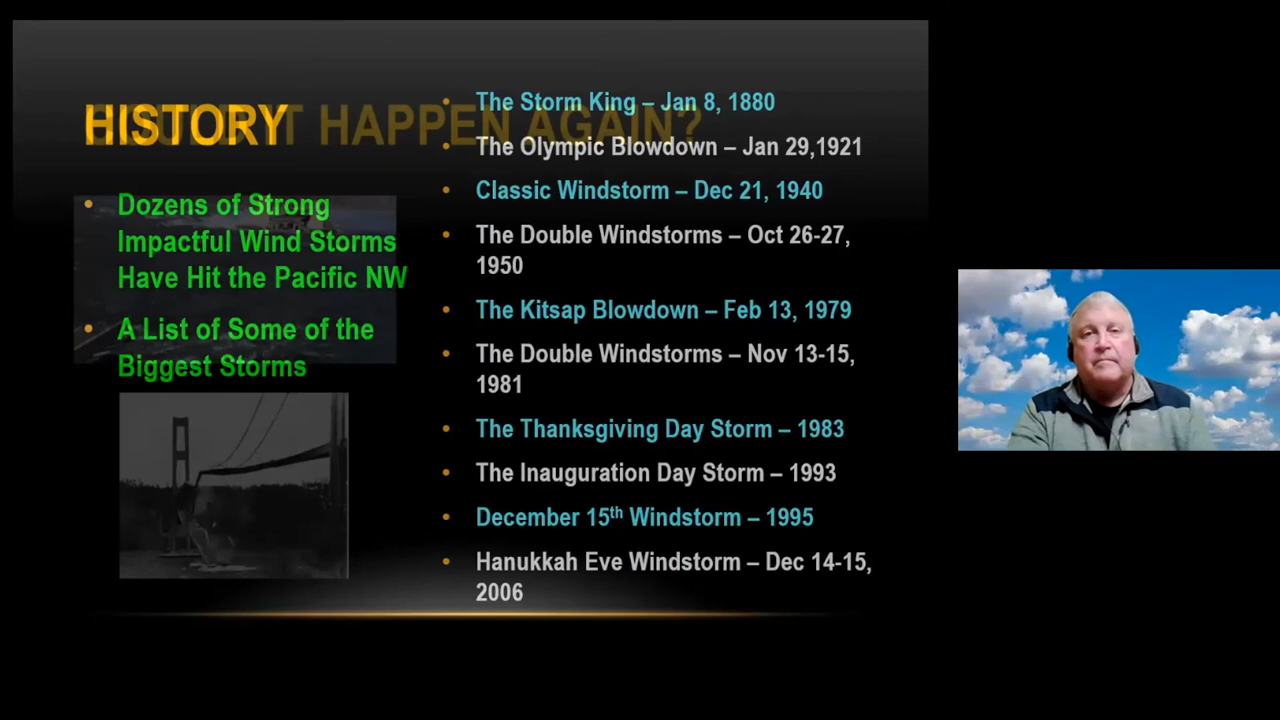 HISTORY
IT HAPPEN AGAIN?
• Dozens of Strong
Impactful Wind Storms
Have Hit the Pacific NW
• A List of Some of the
Biggest Storms
• The Storm King – Jan 8, 1880
• The Olympic Blowdown – Jan 29,1921
• Classic Windstorm – Dec 21, 1940
• The Double Windstorms – Oct 26-27,
1950
• The Kitsap Blowdown – Feb 13, 1979
• The Double Windstorms – Nov 13-15,
1981
• The Thanksgiving Day Storm – 1983
• The Inauguration Day Storm – 1993
• December 15th Windstorm – 1995
• Hanukkah Eve Windstorm – Dec 14-15,
2006